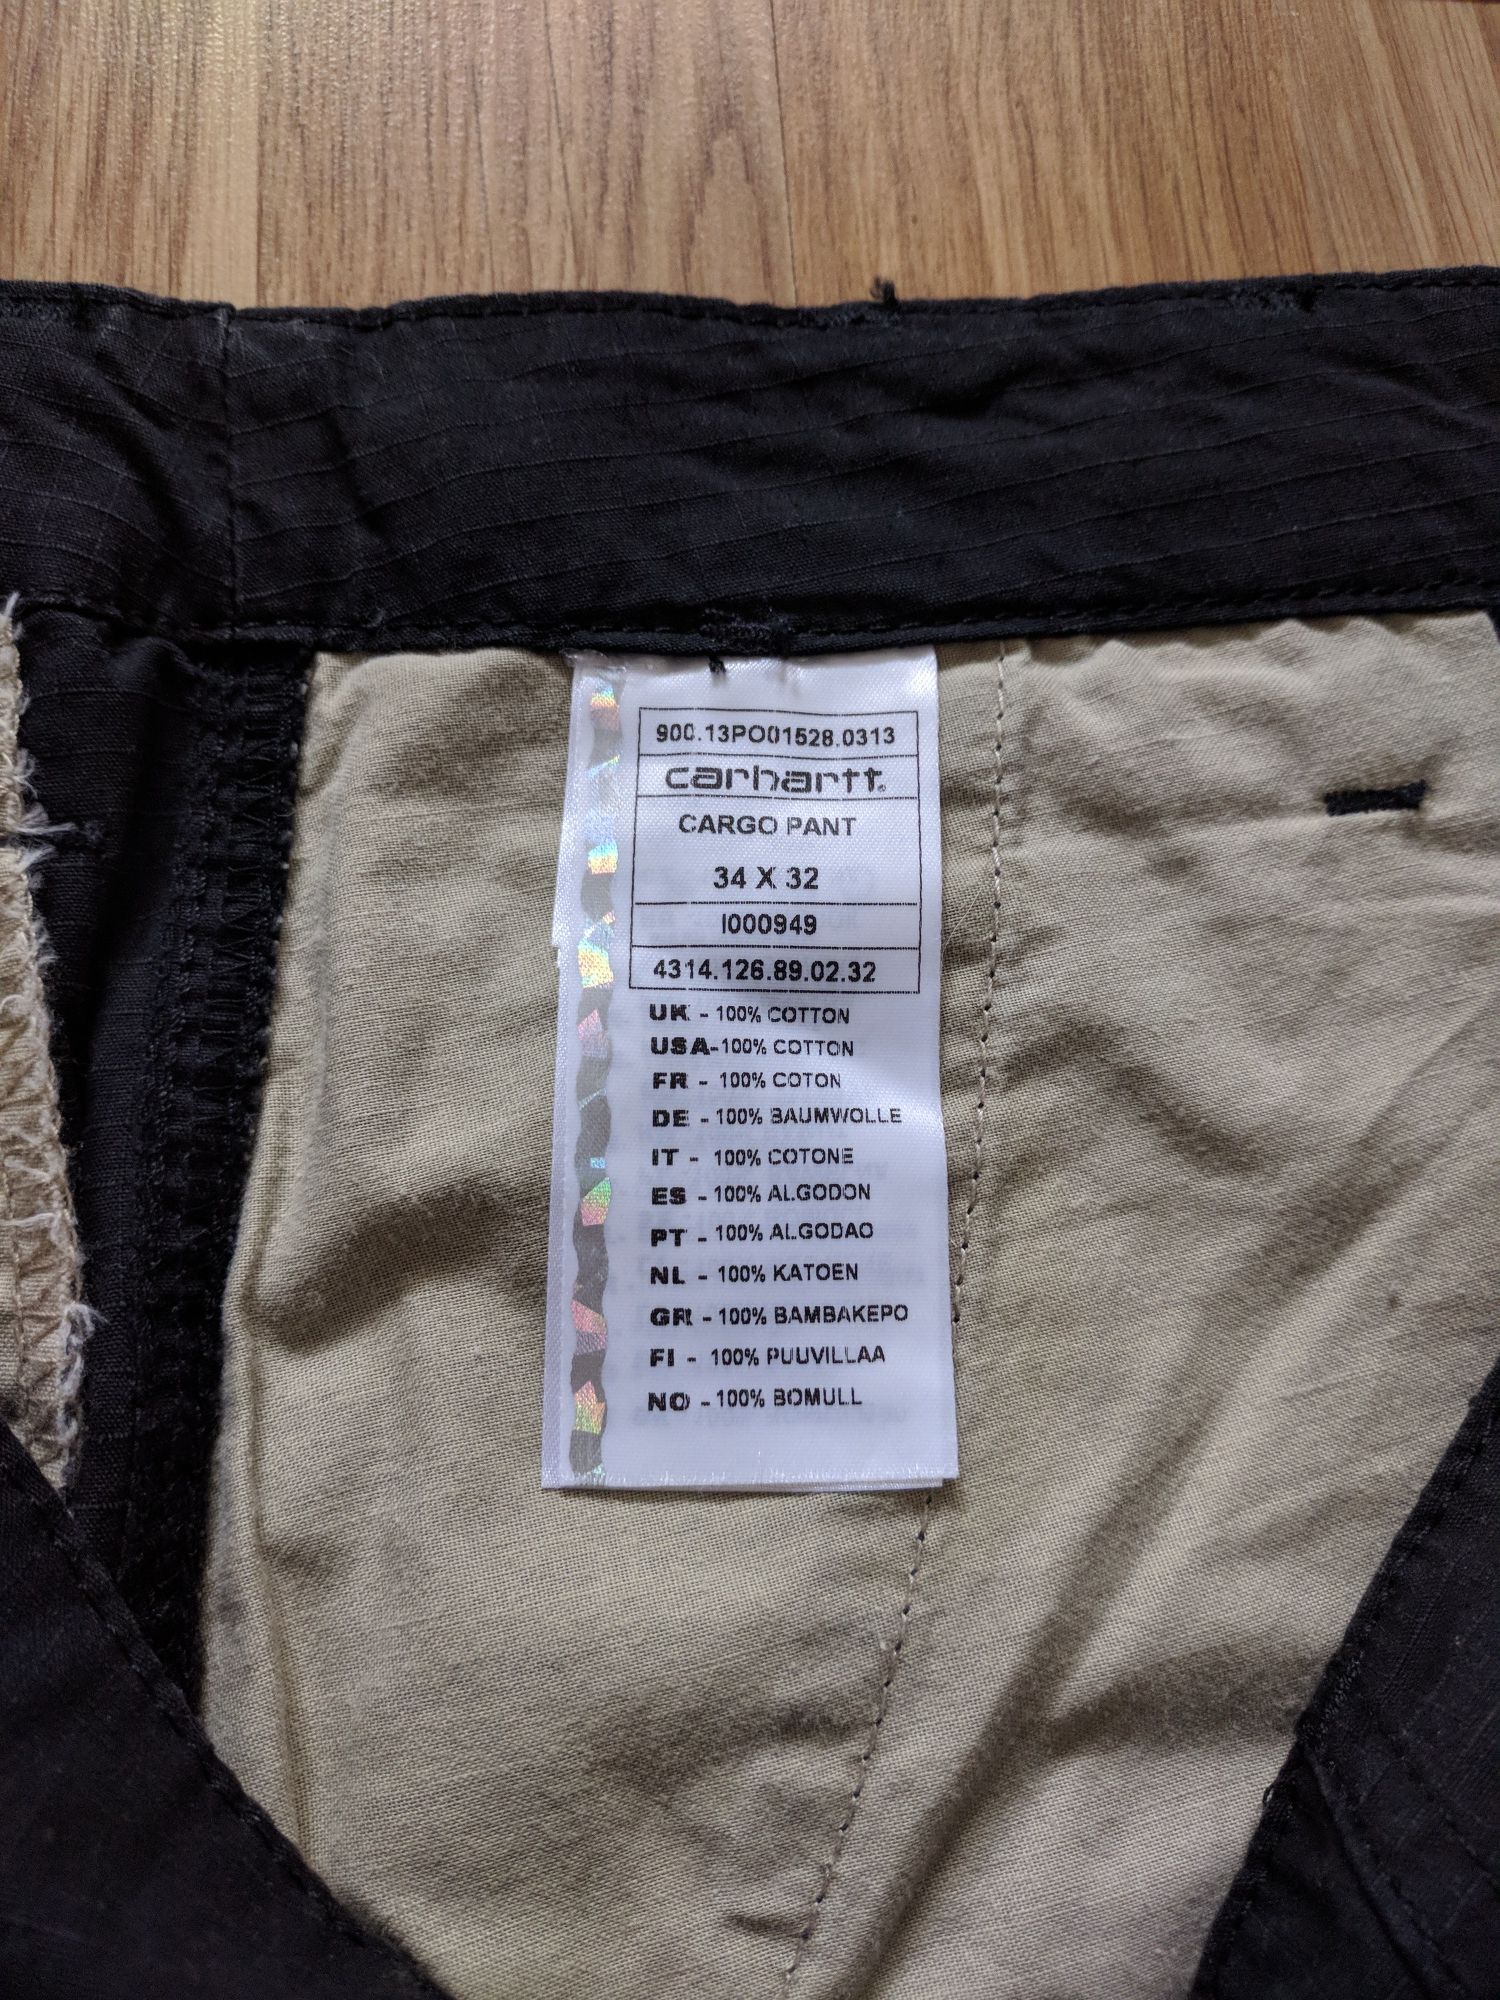 900.13PO01528.0313
carhartt.
CARGO PANT
34 X 32
I000949
4314.126.89.02.32
UK - 100% COTTON
USA-100% COTTON
FR - 100% COTON
DE - 100% BAUMWOLLE
IT - 100% COTONE
ES - 100% ALGODON
PT - 100% ALGODAO
NL - 100% KATOEN
GR - 100% BAMBAKEPO
FI - 100% PUUVILLAA
NO - 100% BOMULL